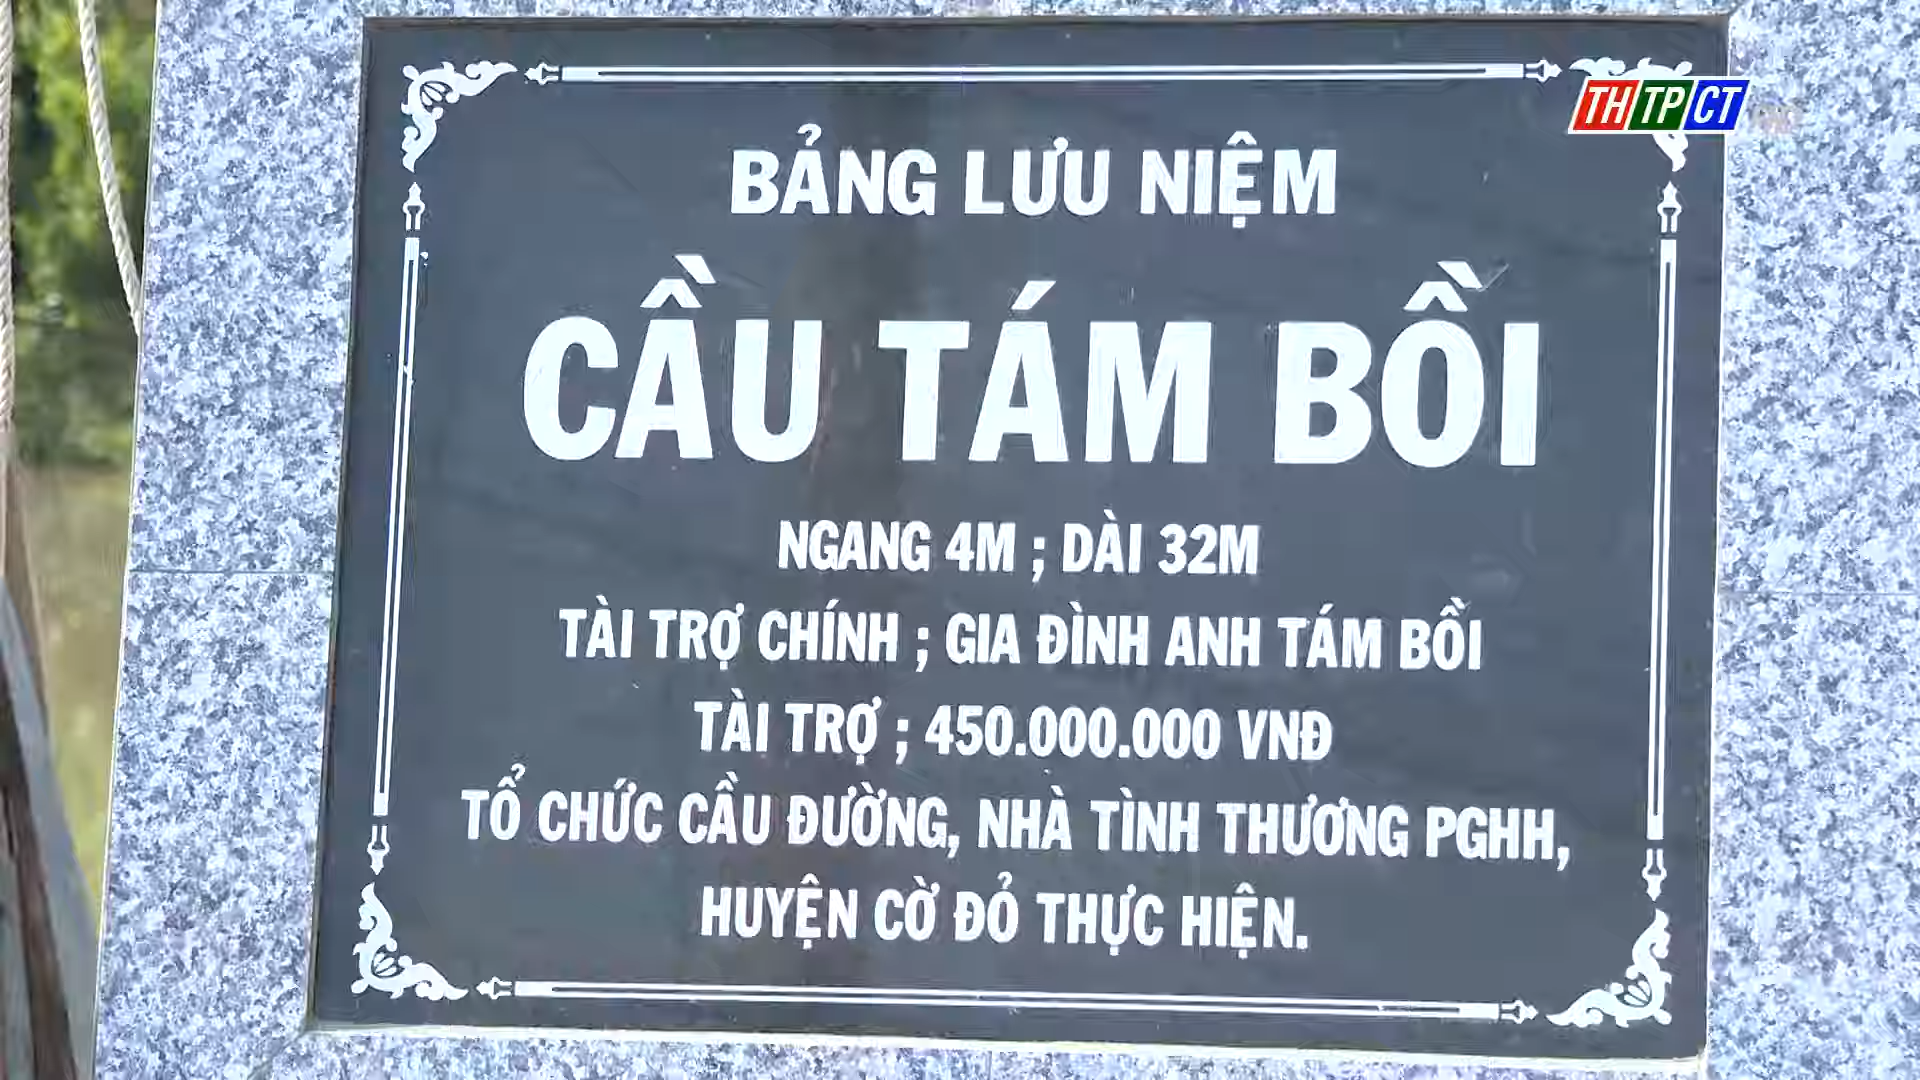 THTPCT
BẢNG LƯU NIỆM
CẦU TÁM BỒI
NGANG 4M ; DÀI 32M
TÀI TRỢ CHÍNH ; GIA ĐÌNH ANH TÁM BỒI
TÀI TRỢ ; 450.000.000 VNĐ
TỔ CHỨC CẦU ĐƯỜNG, NHÀ TÌNH THƯƠNG PGHH,
HUYỆN CỜ ĐỎ THỰC HIỆN.